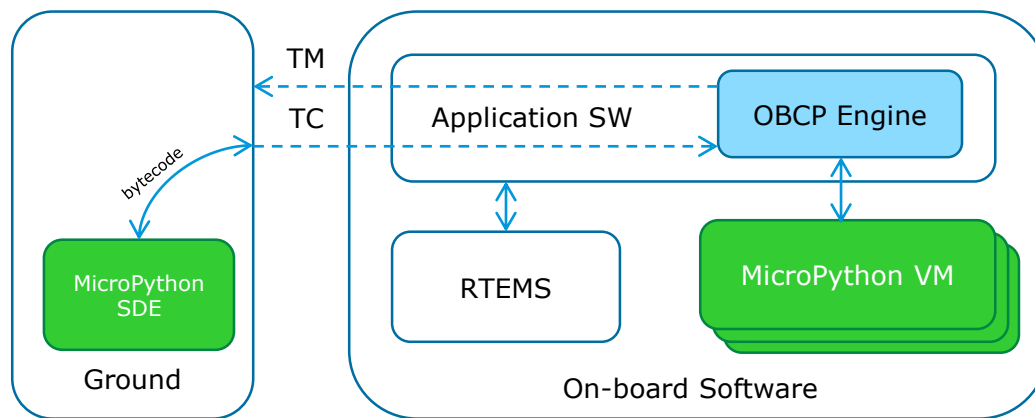 TM
TC
Application SW
OBCP Engine
bytecode
MicroPython
SDE
RTEMS
MicroPython VM
Ground
On-board Software